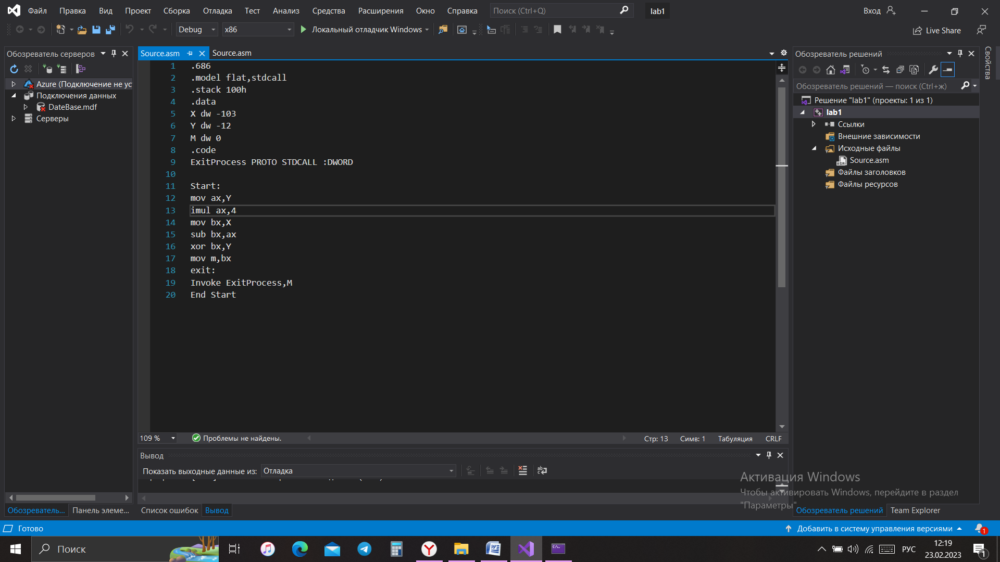 Файл Правка Вид Проект Сборка Отладка Тест Анализ Средства Расширения Окно Справка Поиск (Ctrl+Q) lab1 Вход
Debug x86 Локальный отладчик Windows Live Share
Обозреватель серверов
Azure (Подключение не ус
Подключения данных
DateBase.mdf
Серверы
Source.asm Source.asm
1 .686
2 .model flat,stdcall
3 .stack 100h
4 .data
5 X dw -103
6 Y dw -12
7 M dw 0
8 .code
9 ExitProcess PROTO STDCALL :DWORD
10
11 Start:
12 mov ax,Y
13 imul ax,4
14 mov bx,X
15 sub bx,ax
16 xor bx,Y
17 mov m,bx
18 exit:
19 Invoke ExitProcess,M
20 End Start
109 % Проблемы не найдены. Стр: 13 Симв: 1 Табуляция CRLF
Вывод
Показать выходные данные из: Отладка
Обозреватель... Панель элеме... Список ошибок Вывод
Обозреватель решений
Обозреватель решений — поиск (Ctrl+ж)
Решение "lab1" (проекты: 1 из 1)
lab1
Ссылки
Внешние зависимости
Исходные файлы
Source.asm
Файлы заголовков
Файлы ресурсов
Свойства
Активация Windows
Чтобы активировать Windows, перейдите в раздел
"Параметры".
Обозреватель решений Team Explorer
Готово Добавить в систему управления версиями 1
Поиск РУС 12:19
23.02.2023 1